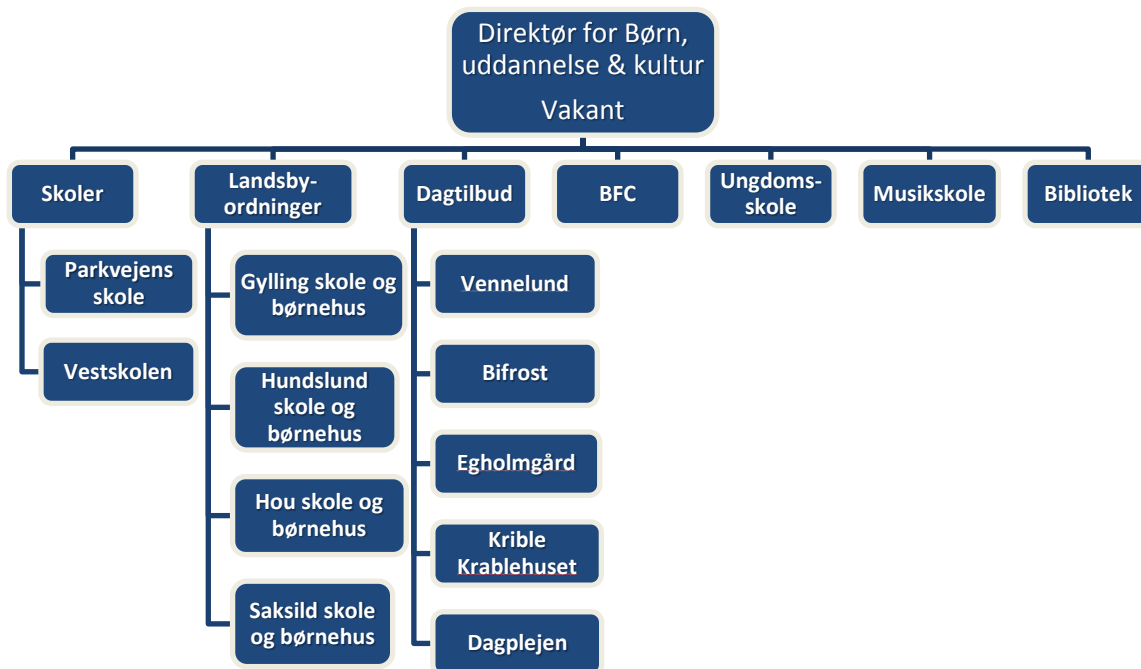 Direktør for Børn,
uddannelse & kultur
Vakant
Skoler
Landsby-
ordninger
Dagtilbud
BFC
Ungdoms-
skole
Musikskole
Bibliotek
Parkvejens
skole
Vestskolen
Gylling skole og
børnehus
Hundslund
skole og
børnehus
Hou skole og
børnehus
Saksild skole
og børnehus
Vennelund
Bifrost
Egholmgård
Krible
Krablehuset
Dagplejen